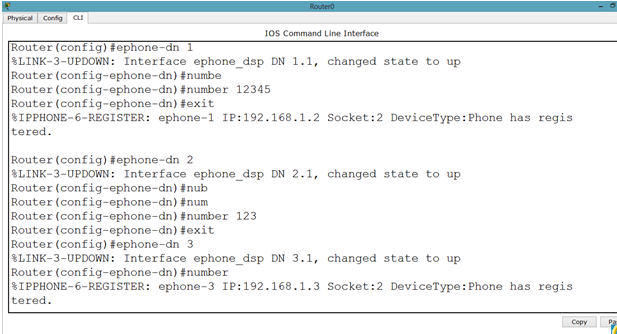 Router0
Physical Config CLI
IOS Command Line Interface
Router(config)#ephone-dn 1
%LINK-3-UPDOWN: Interface ephone_dsp DN 1.1, changed state to up
Router(config-ephone-dn)#numbe
Router(config-ephone-dn)#number 12345
Router(config-ephone-dn)#exit
%IPPHONE-6-REGISTER: ephone-1 IP:192.168.1.2 Socket:2 DeviceType:Phone has regis
tered.
Router(config)#ephone-dn 2
%LINK-3-UPDOWN: Interface ephone_dsp DN 2.1, changed state to up
Router(config-ephone-dn)#nub
Router(config-ephone-dn)#num
Router(config-ephone-dn)#number 123
Router(config-ephone-dn)#exit
Router(config)#ephone-dn 3
%LINK-3-UPDOWN: Interface ephone_dsp DN 3.1, changed state to up
Router(config-ephone-dn)#number
%IPPHONE-6-REGISTER: ephone-3 IP:192.168.1.3 Socket:2 DeviceType:Phone has regis
tered.
Copy